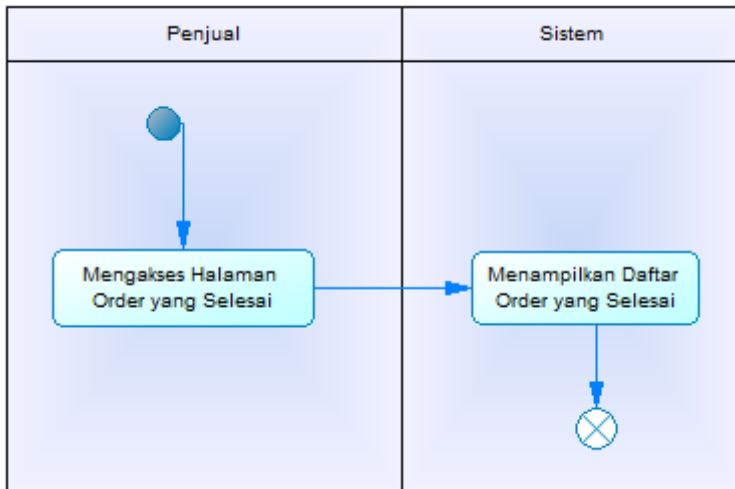 Penjual
Sistem
Mengakses Halaman
Order yang Selesai
Menampilkan Daftar
Order yang Selesai